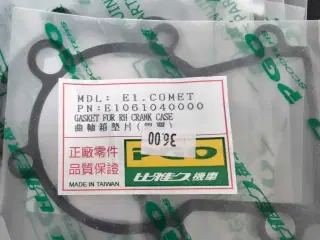 MDL: E1.COMET
PN:E1061040000
GASKET FOR RH CRANK CASE
曲軸箱墊片(
36.00
正廠零件
品質保證
MADE IN TAIWAN
PGO
比雅久機車